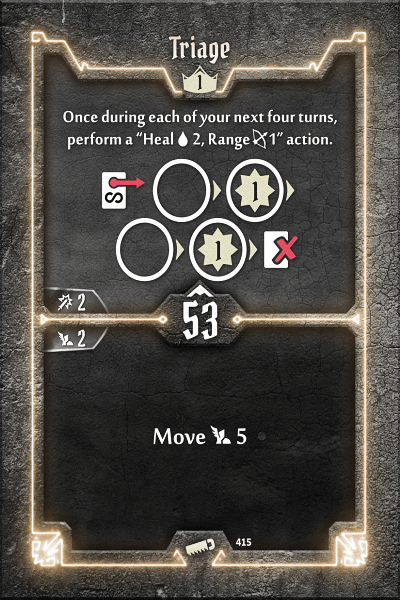 Triage
1
Once during each of your next four turns,
perform a “Heal 2, Range 1” action.
1
1
2
53
2
Move 5
415